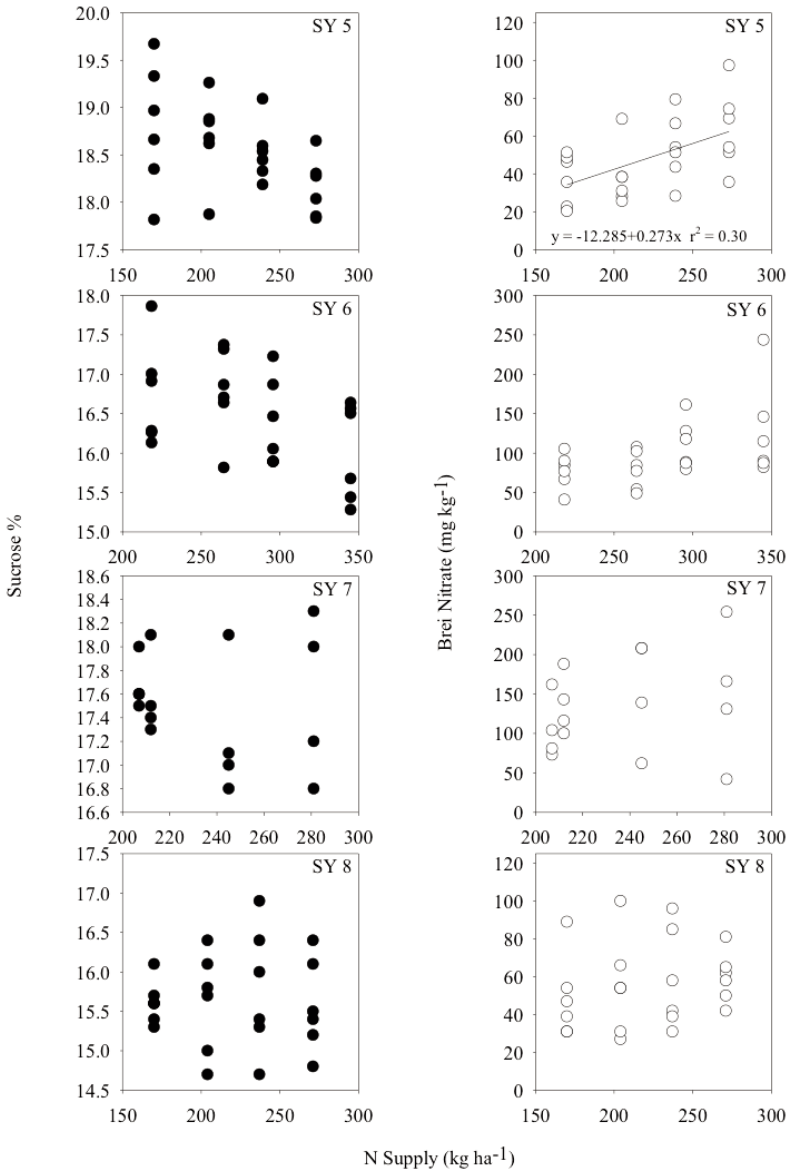 Sucrose %
SY 5
20.0
19.5
19.0
18.5
18.0
17.5
150 200 250 300
Brei Nitrate (mg kg-1)
SY 5
120
100
80
60
40
20
0
y = -12.285+0.273x r2 = 0.30
150 200 250 300
SY 6
18.0
17.5
17.0
16.5
16.0
15.5
15.0
200 250 300 350
SY 6
300
250
200
150
100
50
0
200 250 300 350
SY 7
18.6
18.4
18.2
18.0
17.8
17.6
17.4
17.2
17.0
16.8
16.6
200 220 240 260 280 300
SY 7
300
250
200
150
100
50
0
200 220 240 260 280 300
SY 8
17.5
17.0
16.5
16.0
15.5
15.0
14.5
150 200 250 300
SY 8
120
100
80
60
40
20
0
150 200 250 300
N Supply (kg ha-1)